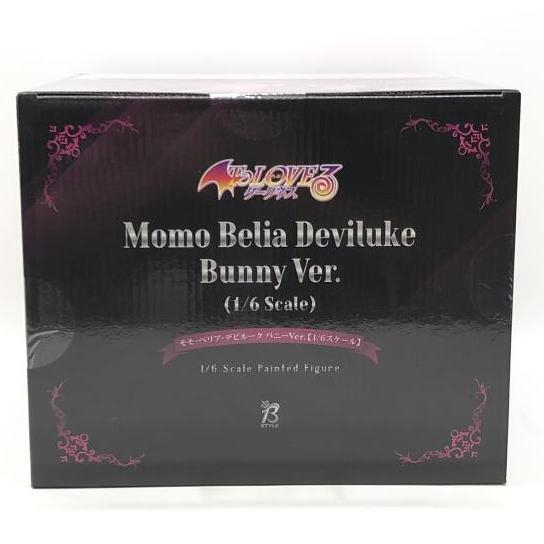 To LOVEる
ダークネス
Momo Belia Deviluke
Bunny Ver.
(1/6 Scale)
モモ・ベリア・デビルーク バニーVer.【1/6スケール】
1/6 Scale Painted Figure
B
STYLE